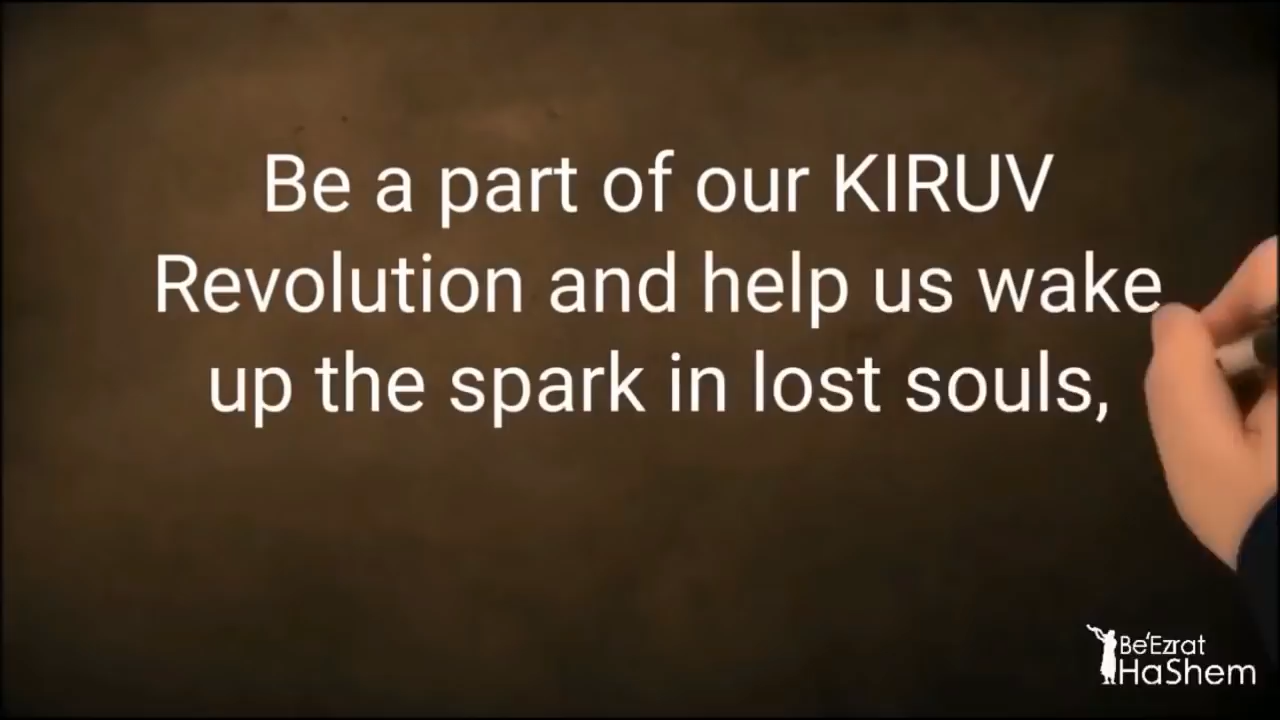 Be a part of our KIRUV
Revolution and help us wake
up the spark in lost souls,
Be'Ezrat
HaShem